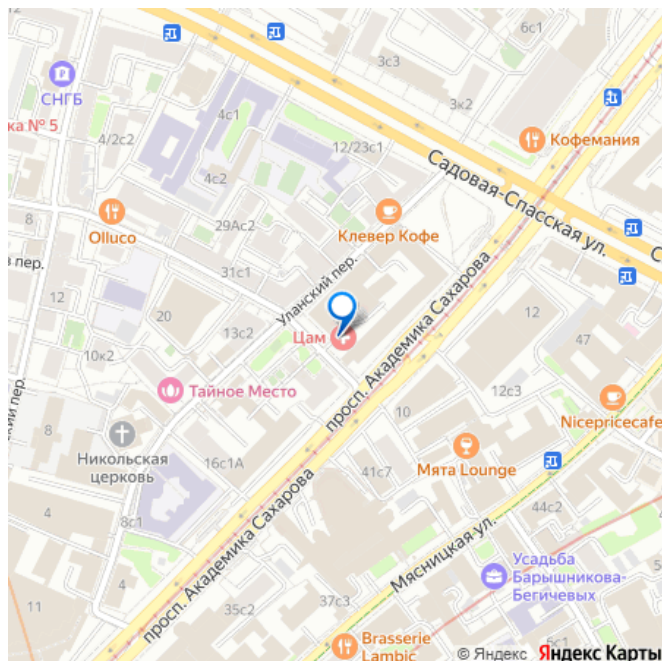 3с3
СНГБ
3к2
ка № 5
4с1
4/2с2
12/23с1
Кофемания
4с2
Садовая-Спасская ул.
8
29Ас2
Olluco
Клевер Кофе
С
в пер.
31с1
Уланский пер.
12
20
13с2
Цам
12
47
10к2
просп. Академика Сахарова
Тайное Место
12с3
ский пер.
8
10
Nicepricecafe
Никольская
церковь
16с1А
41с7
Мята Lounge
44с2
8с1
просп. Академика Сахарова
Мясницкая ул.
4
Усадьба
Барышникова-
Бегичевых
11
35с2
37с3
5с1
Brasserie
Lambic
© Яндекс Яндекс Карты